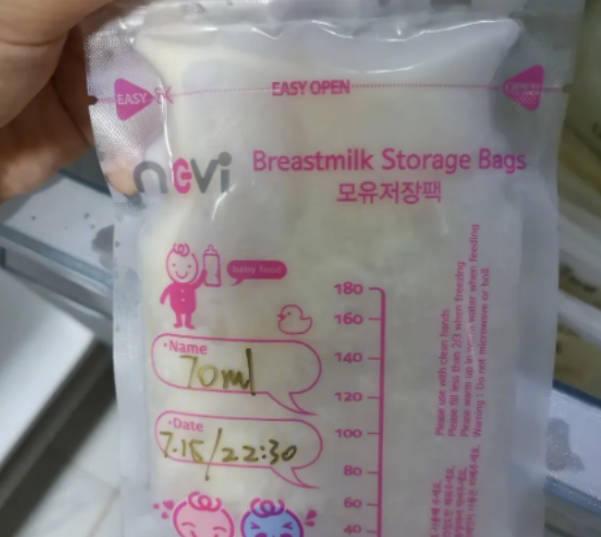 EASY OPEN
EASY
nevi
Breastmilk Storage Bags
모유저장팩
baby food
180
160
•Name
70ml
140
120
•Date
7.15/22:30
100
80
60
40
Please use with clean hands
Please fill less than 2/3 when freezing
Please warm up in warm water when feeding
Warning : Do not microwave or boil